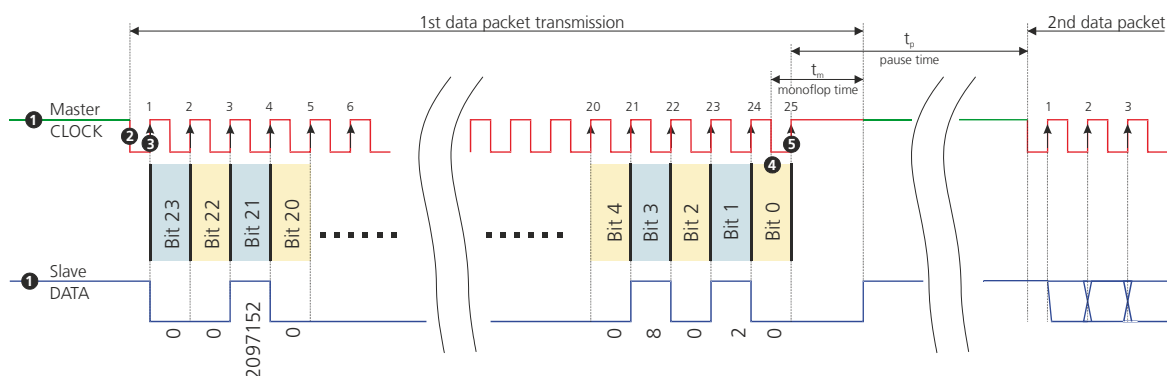 1st data packet transmission
2nd data packet
tp
pause time
tm
monoflop time
1 Master CLOCK
2
3
1 2 3 4 5 6
20 21 22 23 24 25
4
5
1 2 3
Bit 23
Bit 22
Bit 21
Bit 20
Bit 4
Bit 3
Bit 2
Bit 1
Bit 0
1 Slave DATA
0
0
2097152
0
0
8
0
2
0